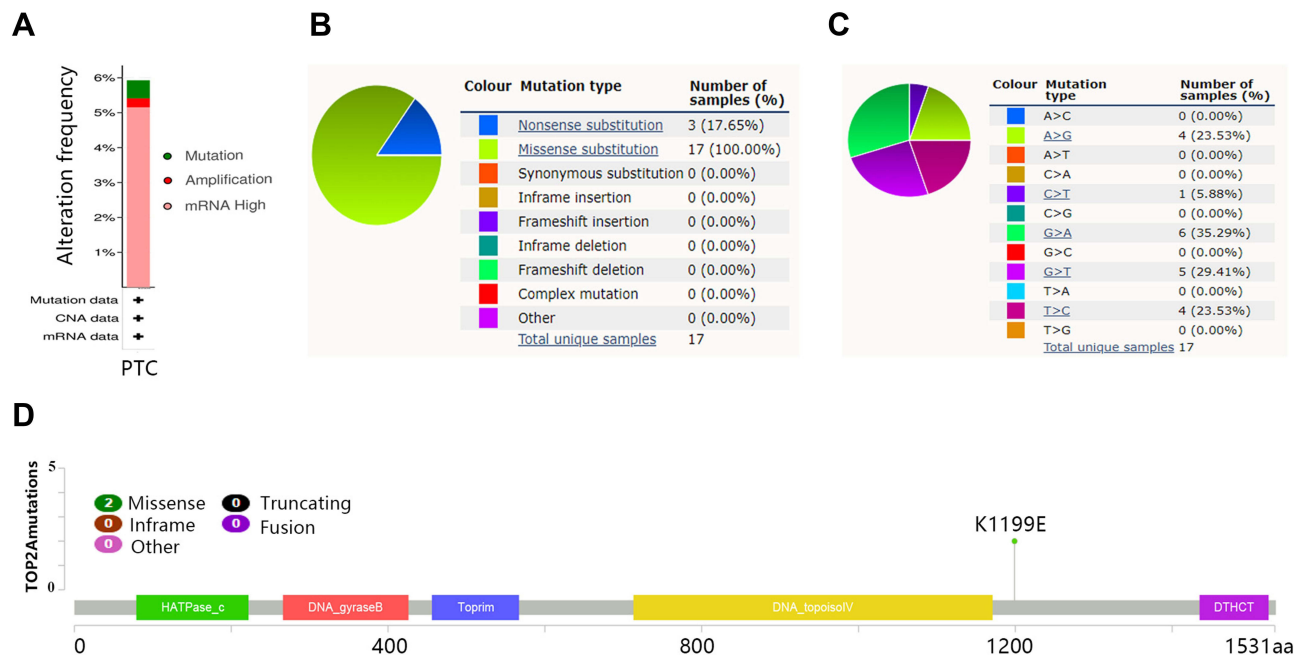 A
Alteration frequency
6%
5%
4%
3%
2%
1%
Mutation
Amplification
mRNA High
Mutation data +
CNA data +
mRNA data +
PTC
B
Colour Mutation type Number of samples (%)
Nonsense substitution 3 (17.65%)
Missense substitution 17 (100.00%)
Synonymous substitution 0 (0.00%)
Inframe insertion 0 (0.00%)
Frameshift insertion 0 (0.00%)
Inframe deletion 0 (0.00%)
Frameshift deletion 0 (0.00%)
Complex mutation 0 (0.00%)
Other 0 (0.00%)
Total unique samples 17
C
Colour Mutation type Number of samples (%)
A>C 0 (0.00%)
A>G 4 (23.53%)
A>T 0 (0.00%)
C>A 0 (0.00%)
C>T 1 (5.88%)
C>G 0 (0.00%)
G>A 6 (35.29%)
G>C 0 (0.00%)
G>T 5 (29.41%)
T>A 0 (0.00%)
T>C 4 (23.53%)
T>G 0 (0.00%)
Total unique samples 17
D
TOP2Amutations
5
0
2 Missense 0 Truncating
0 Inframe 0 Fusion
0 Other
K1199E
HATPase_c DNA_gyraseB Toprim DNA_topoisoIV DTHCT
0 400 800 1200 1531aa